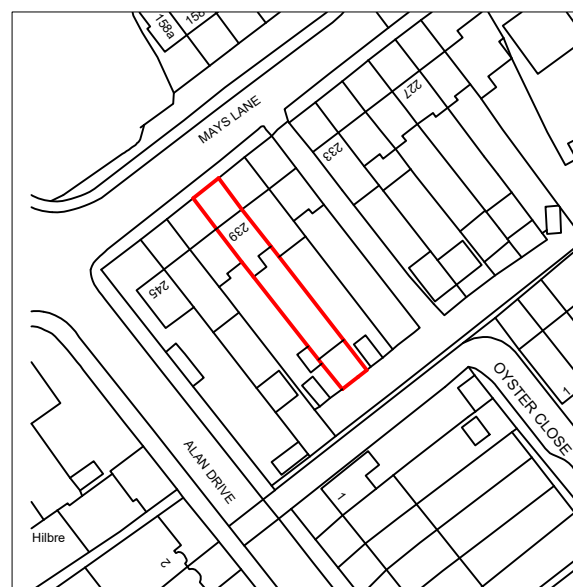 158a
158
MAYS LANE
227
233
239
245
OYSTER CLOSE
1
ALAN DRIVE
1
Hilbre
2